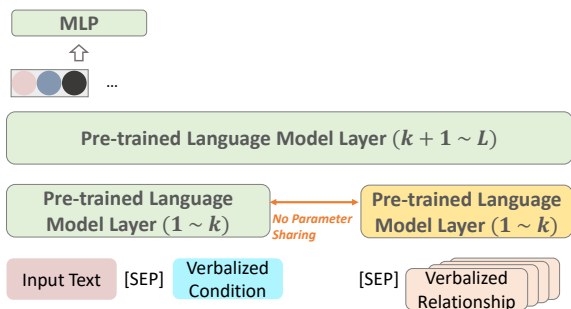 MLP
...
Pre-trained Language Model Layer (k + 1 ~ L)
Pre-trained Language
Model Layer (1 ~ k)
No Parameter
Sharing
Pre-trained Language
Model Layer (1 ~ k)
Input Text
[SEP]
Verbalized
Condition
[SEP]
Verbalized
Relationship